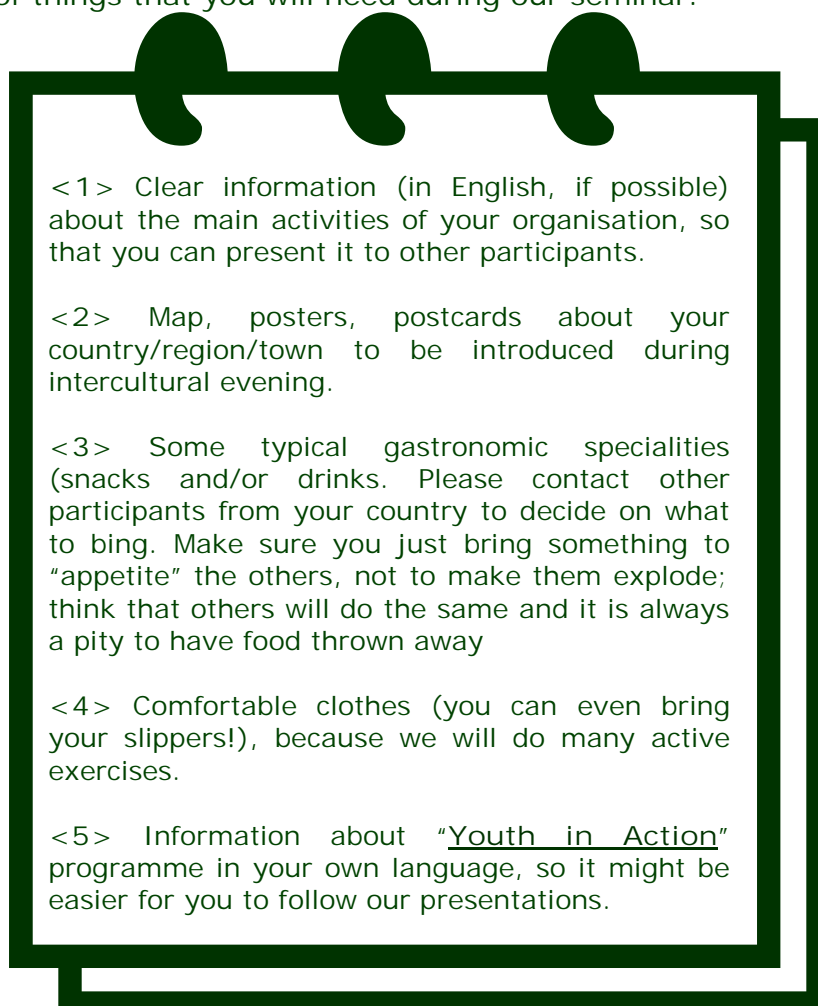 of things that you will need during our seminar:
<1> Clear information (in English, if possible)
about the main activities of your organisation, so
that you can present it to other participants.
<2> Map, posters, postcards about your
country/region/town to be introduced during
intercultural evening.
<3> Some typical gastronomic specialities
(snacks and/or drinks. Please contact other
participants from your country to decide on what
to bing. Make sure you just bring something to
“appetite” the others, not to make them explode;
think that others will do the same and it is always
a pity to have food thrown away
<4> Comfortable clothes (you can even bring
your slippers!), because we will do many active
exercises.
<5> Information about “Youth in Action”
programme in your own language, so it might be
easier for you to follow our presentations.